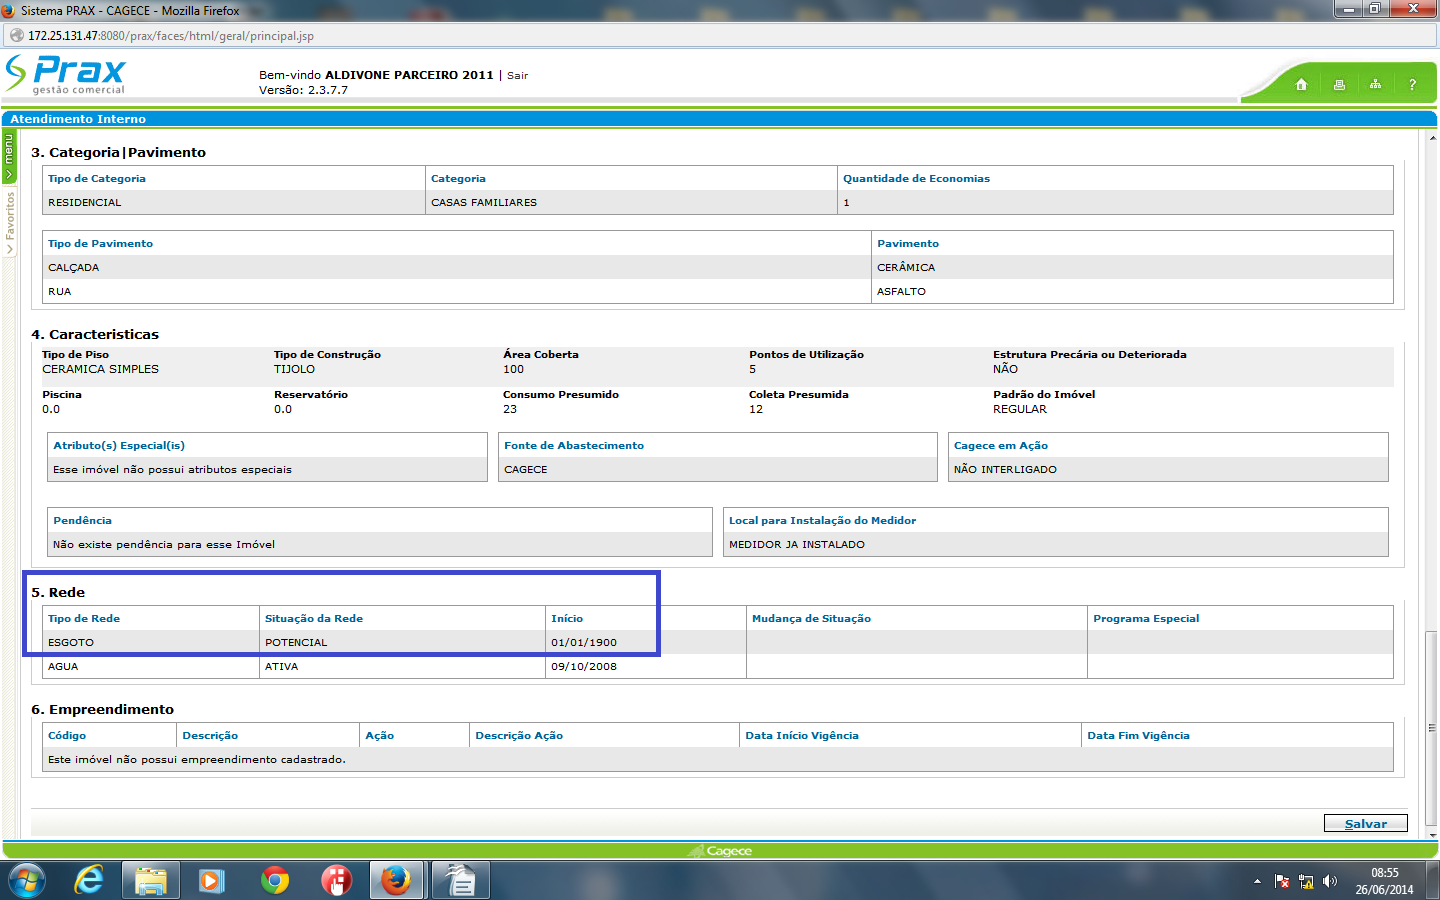 Sistema PRAX - CAGECE - Mozilla Firefox
172.25.131.47:8080/prax/faces/html/geral/principal.jsp
Prax
gestão comercial
Bem-vindo ALDIVONE PARCEIRO 2011 | Sair
Versão: 2.3.7.7
?
Atendimento Interno
menu
Favoritos
3. Categoria|Pavimento
Tipo de Categoria Categoria Quantidade de Economias
RESIDENCIAL CASAS FAMILIARES 1
Tipo de Pavimento Pavimento
CALÇADA CERÂMICA
RUA ASFALTO
4. Caracteristicas
Tipo de Piso Tipo de Construção Área Coberta Pontos de Utilização Estrutura Precária ou Deteriorada
CERAMICA SIMPLES TIJOLO 100 5 NÃO
Piscina Reservatório Consumo Presumido Coleta Presumida Padrão do Imóvel
0.0 0.0 23 12 REGULAR
Atributo(s) Especial(is) Fonte de Abastecimento Cagece em Ação
Esse imóvel não possui atributos especiais CAGECE NÃO INTERLIGADO
Pendência Local para Instalação do Medidor
Não existe pendência para esse Imóvel MEDIDOR JA INSTALADO
5. Rede
Tipo de Rede Situação da Rede Início Mudança de Situação Programa Especial
ESGOTO POTENCIAL 01/01/1900
AGUA ATIVA 09/10/2008
6. Empreendimento
Código Descrição Ação Descrição Ação Data Início Vigência Data Fim Vigência
Este imóvel não possui empreendimento cadastrado.
Salvar
Cagece
08:55
26/06/2014